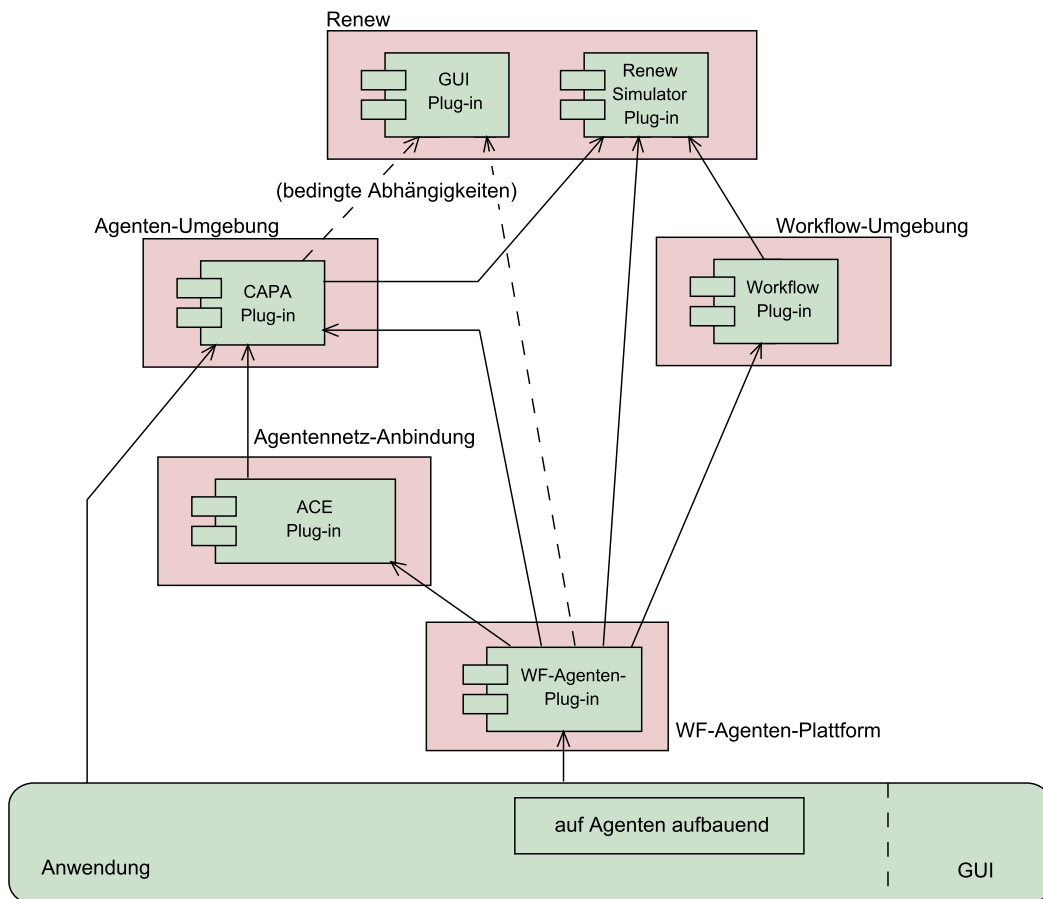 Renew
GUI
Plug-in
Renew
Simulator
Plug-in
(bedingte Abhängigkeiten)
Agenten-Umgebung
Workflow-Umgebung
CAPA
Plug-in
Workflow
Plug-in
Agentennetz-Anbindung
ACE
Plug-in
WF-Agenten-
Plug-in
WF-Agenten-Plattform
auf Agenten aufbauend
Anwendung
GUI